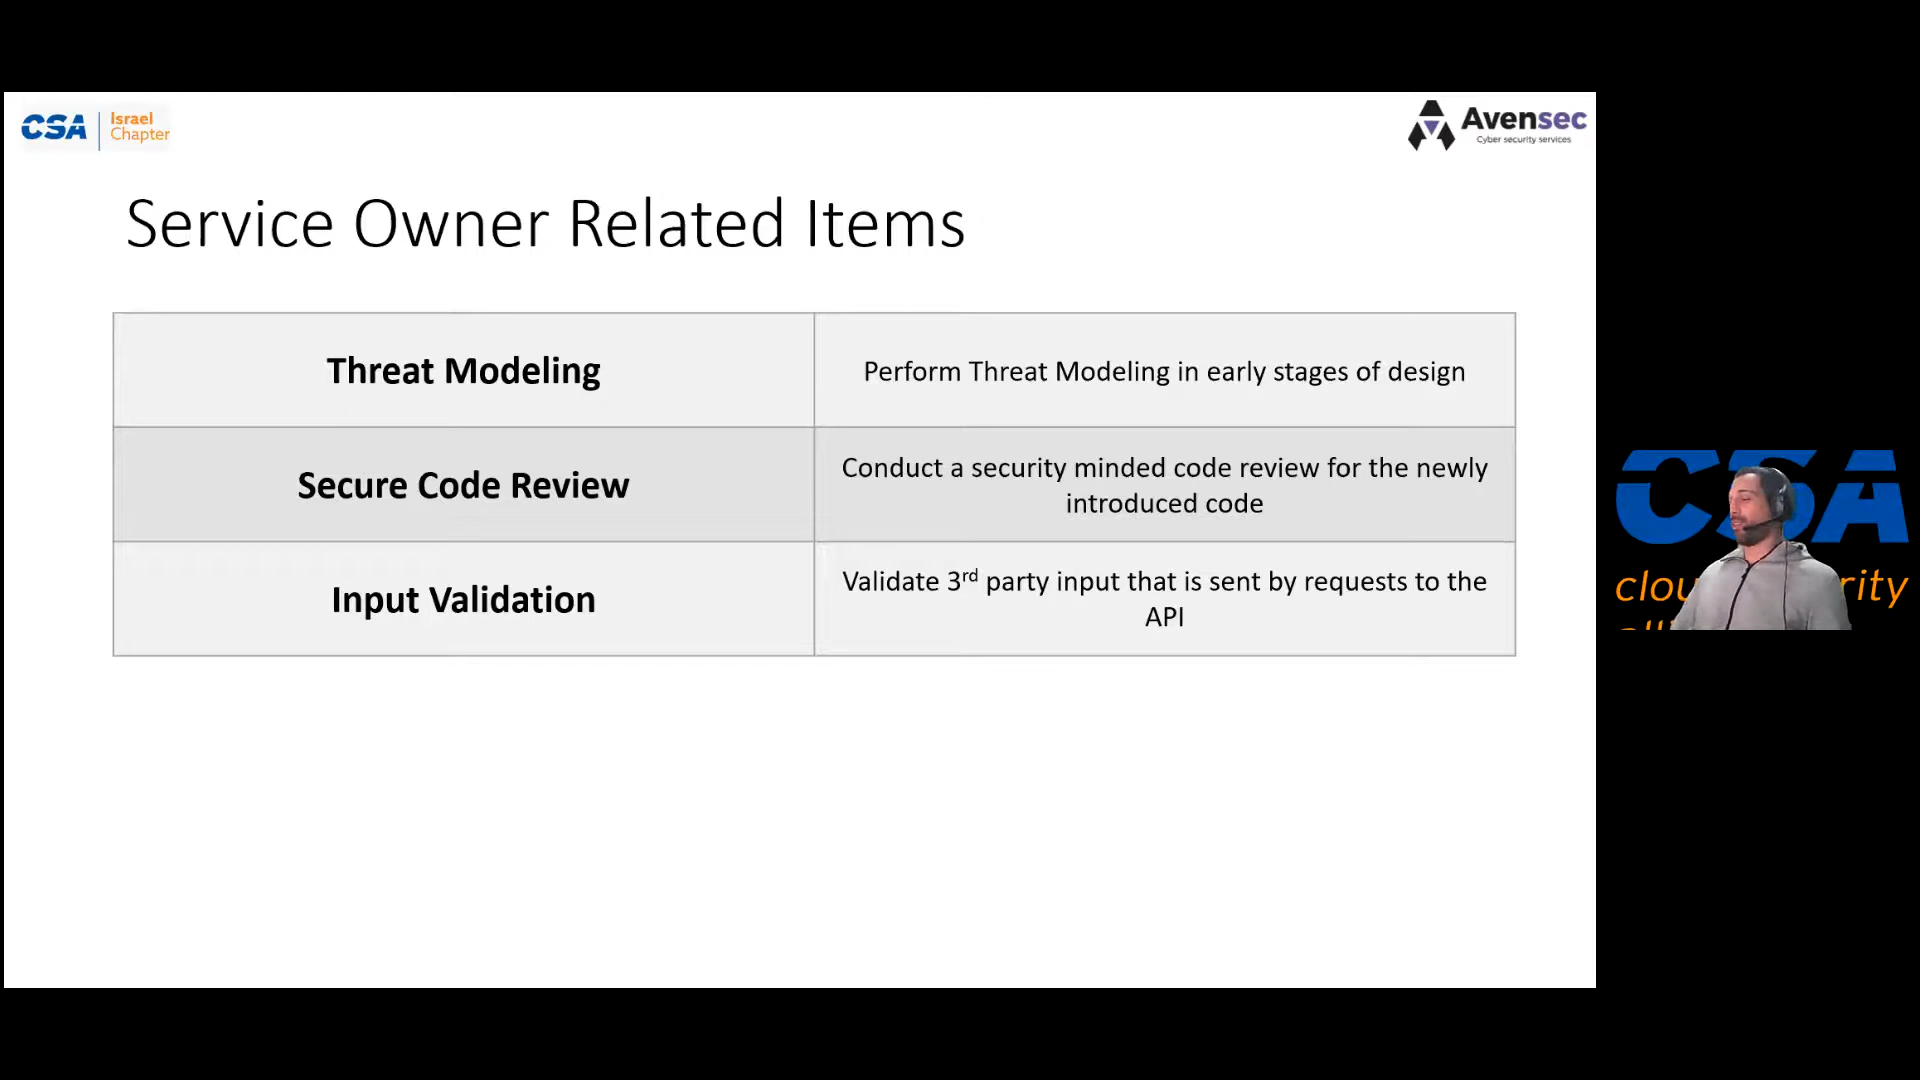 CSA Israel
Chapter
Avensec
Cyber security services
Service Owner Related Items
Threat Modeling
Perform Threat Modeling in early stages of design
Secure Code Review
Conduct a security minded code review for the newly
introduced code
Input Validation
Validate 3rd party input that is sent by requests to the
API
CSA